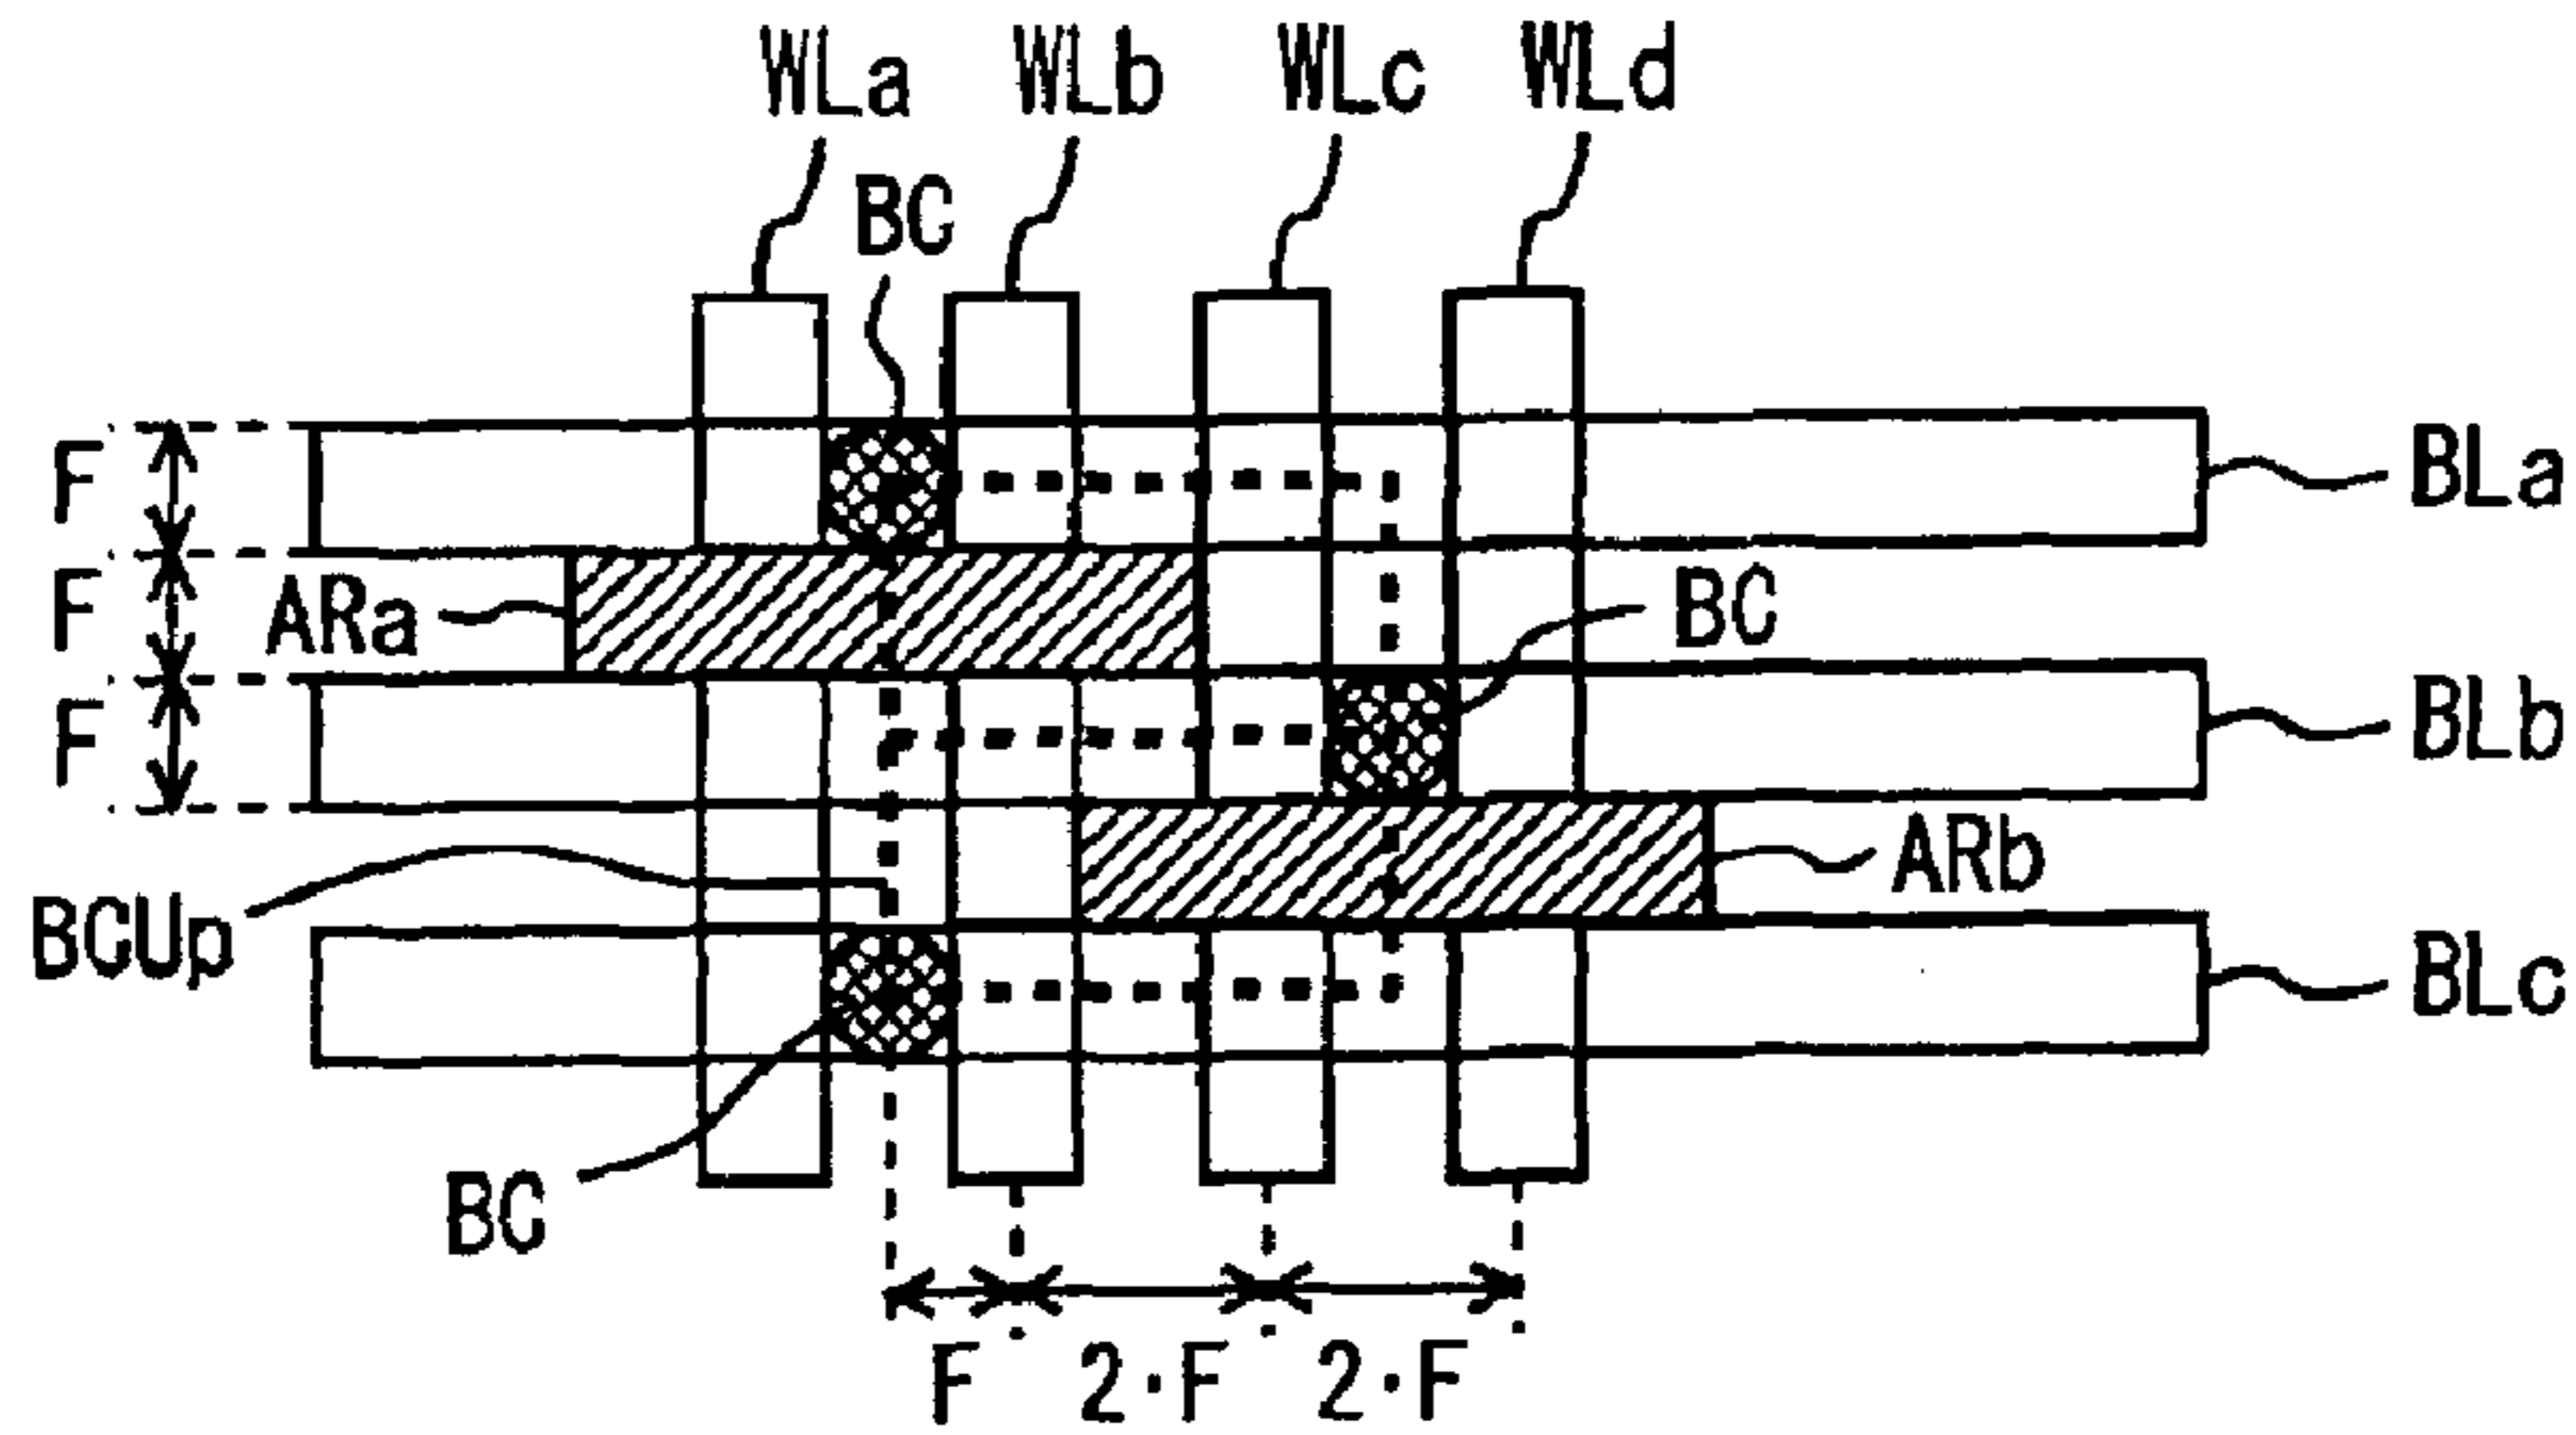 WLa WLb WLc WLd
BC
F BLa
F ARa BC
F BLb
ARb
BCUp BLc
BC
F 2·F 2·F